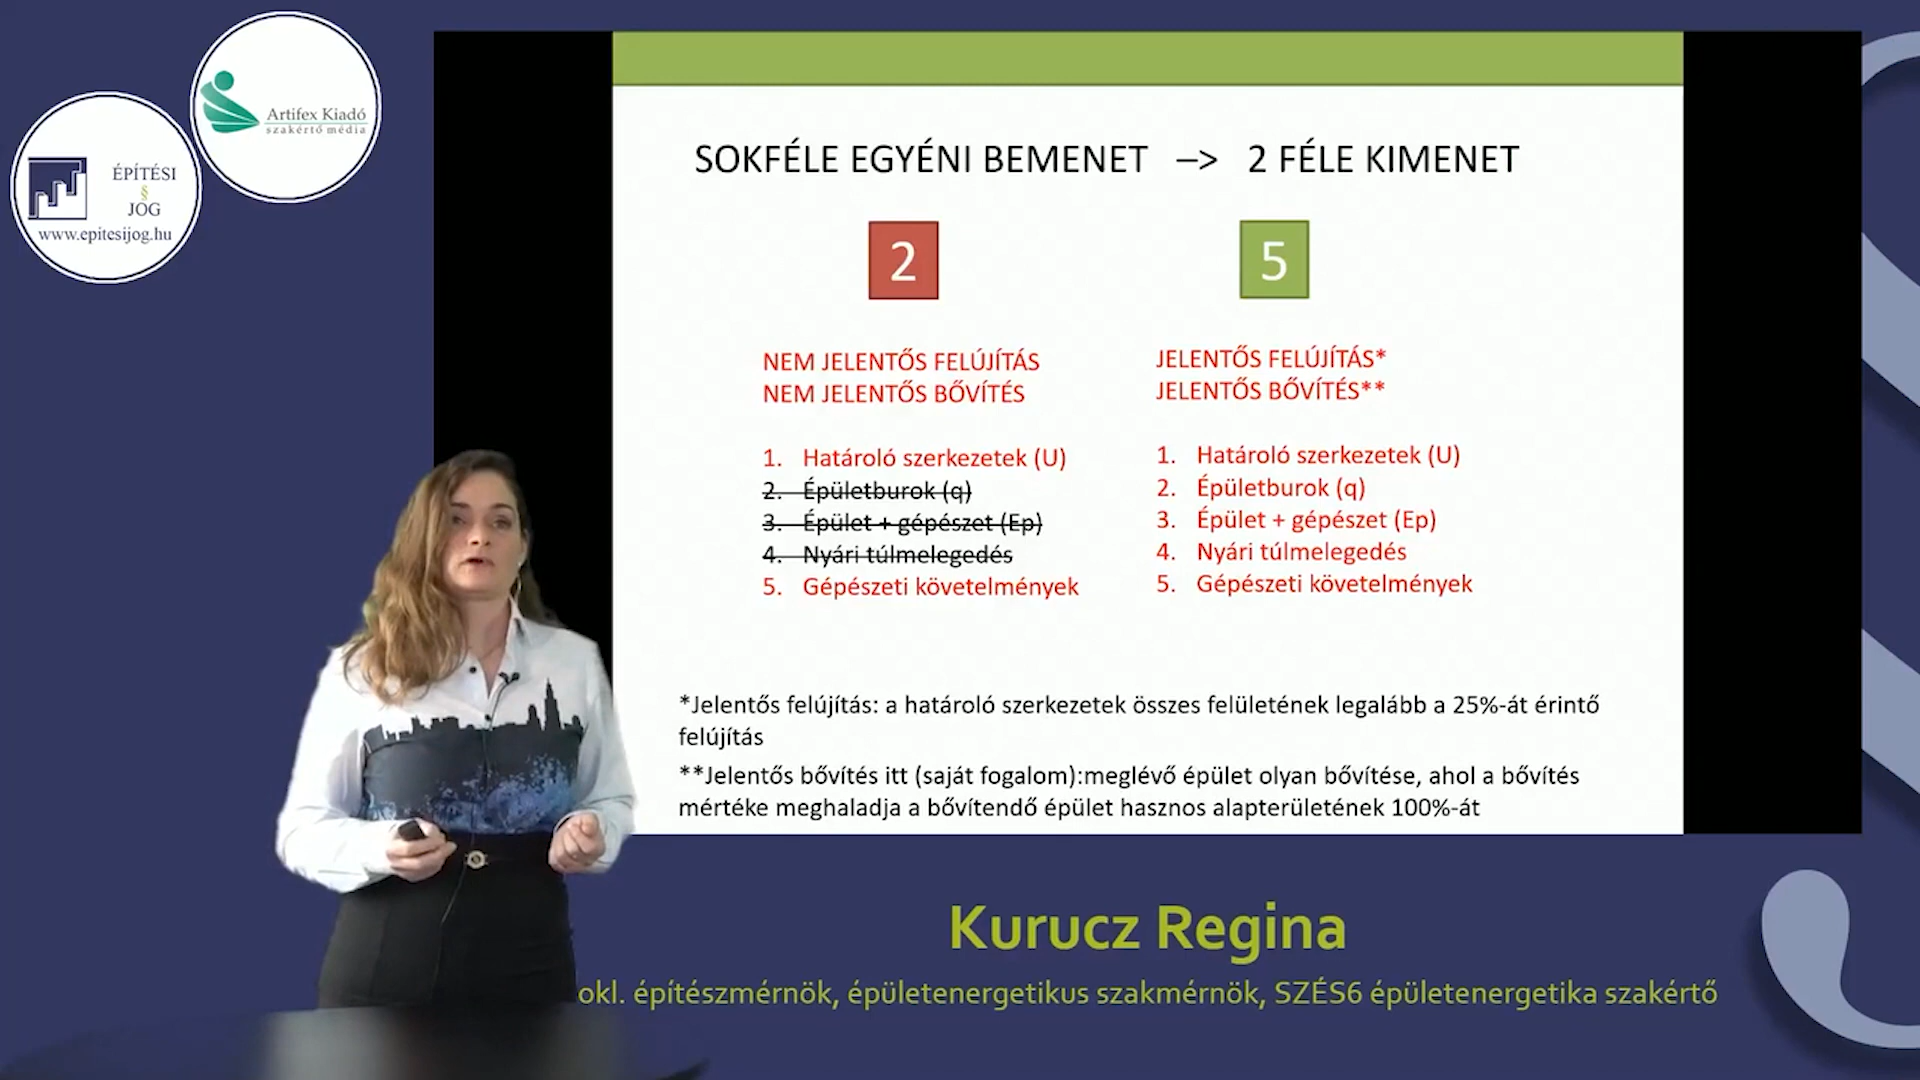 Artifex Kiadó
szakértő média
ÉPÍTÉSI
§
JOG
www.epitesijog.hu
SOKFÉLE EGYÉNI BEMENET –> 2 FÉLE KIMENET
2
5
NEM JELENTŐS FELÚJÍTÁS
NEM JELENTŐS BŐVÍTÉS
1. Határoló szerkezetek (U)
2. Épületburok (q)
3. Épület + gépészet (Ep)
4. Nyári túlmelegedés
5. Gépészeti követelmények
JELENTŐS FELÚJÍTÁS*
JELENTŐS BŐVÍTÉS**
1. Határoló szerkezetek (U)
2. Épületburok (q)
3. Épület + gépészet (Ep)
4. Nyári túlmelegedés
5. Gépészeti követelmények
*Jelentős felújítás: a határoló szerkezetek összes felületének legalább a 25%-át érintő
felújítás
**Jelentős bővítés itt (saját fogalom):meglévő épület olyan bővítése, ahol a bővítés
mértéke meghaladja a bővítendő épület hasznos alapterületének 100%-át
Kurucz Regina
okl. építészmérnök, épületenergetikus szakmérnök, SZÉS6 épületenergetika szakértő